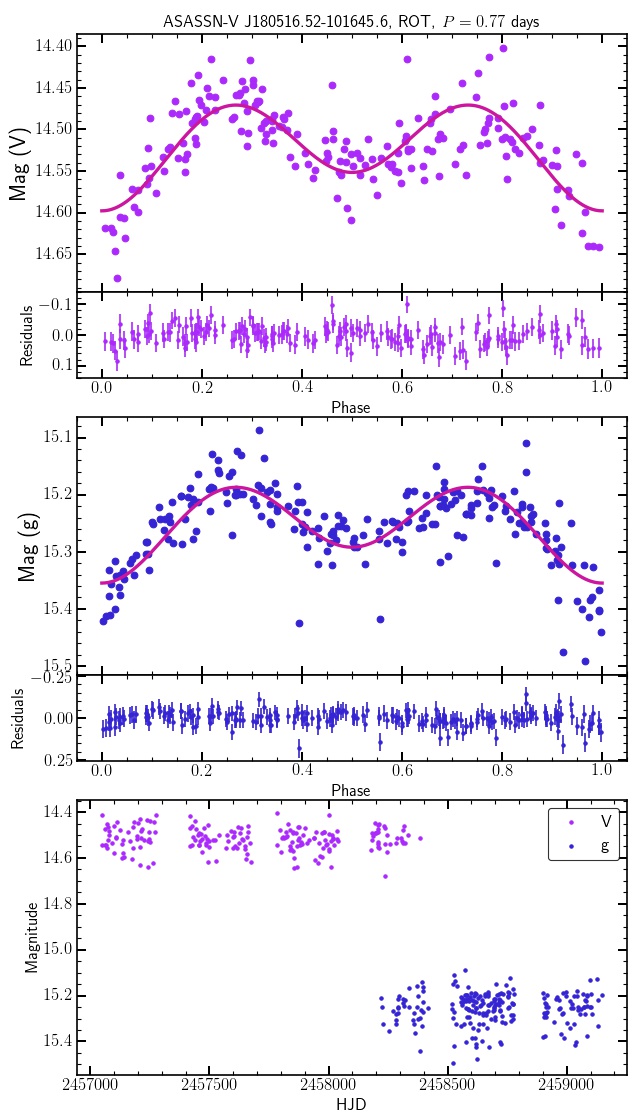 ASASSN-V J180516.52-101645.6, ROT, P = 0.77 days
14.40
14.45
14.50
14.55
14.60
14.65
Mag (V)
−0.1
0.0
0.1
Residuals
0.0 0.2 0.4 0.6 0.8 1.0
Phase
15.1
15.2
15.3
15.4
15.5
Mag (g)
−0.25
0.00
0.25
Residuals
0.0 0.2 0.4 0.6 0.8 1.0
Phase
14.4
14.6
14.8
15.0
15.2
15.4
Magnitude
V
g
2457000 2457500 2458000 2458500 2459000
HJD